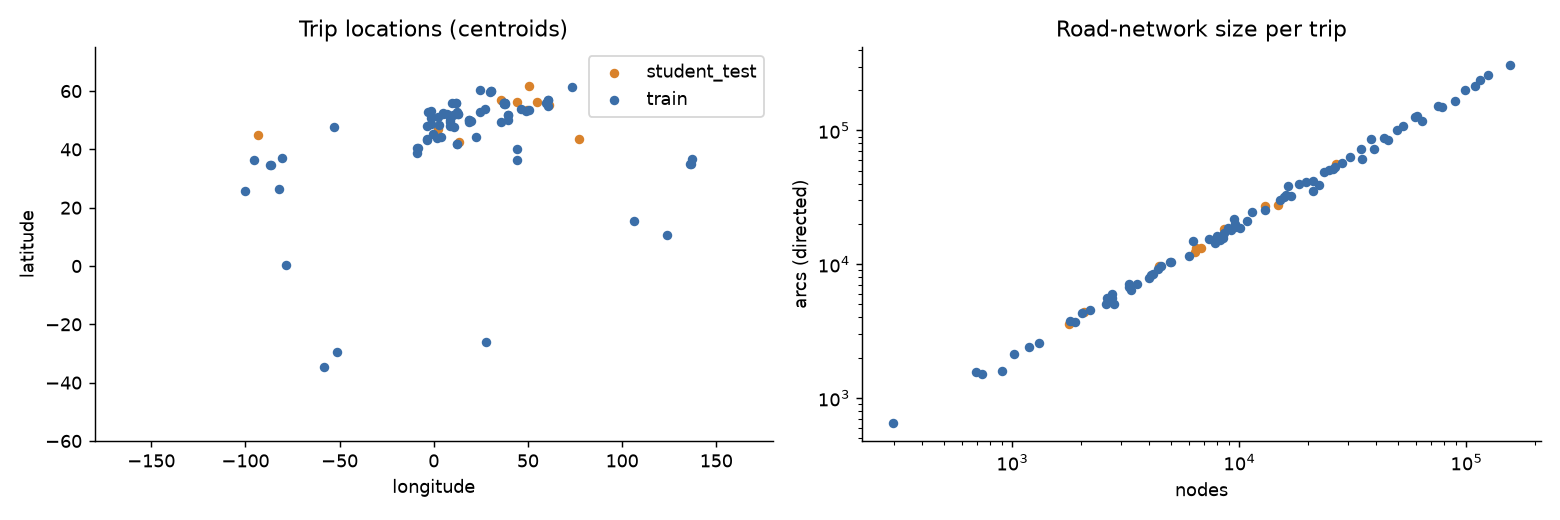 Trip locations (centroids)
student_test
train
60
40
20
0
−20
−40
−60
latitude
−150
−100
−50
0
50
100
150
longitude
Road-network size per trip
10^5
10^4
10^3
arcs (directed)
10^3
10^4
10^5
nodes